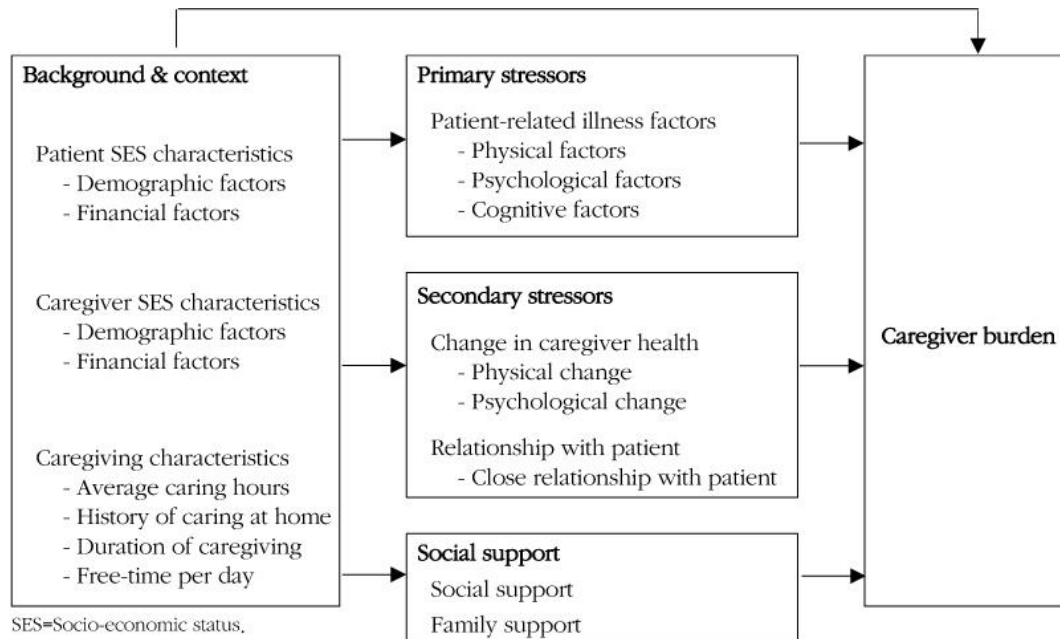 Background & context
Patient SES characteristics
- Demographic factors
- Financial factors
Caregiver SES characteristics
- Demographic factors
- Financial factors
Caregiving characteristics
- Average caring hours
- History of caring at home
- Duration of caregiving
- Free-time per day
SES=Socio-economic status.
Primary stressors
Patient-related illness factors
- Physical factors
- Psychological factors
- Cognitive factors
Secondary stressors
Change in caregiver health
- Physical change
- Psychological change
Relationship with patient
- Close relationship with patient
Social support
Social support
Family support
Caregiver burden